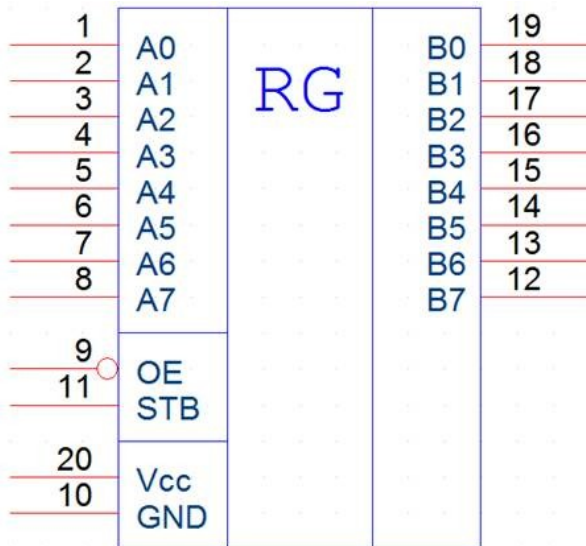 1 A0 RG B0 19
2 A1 B1 18
3 A2 B2 17
4 A3 B3 16
5 A4 B4 15
6 A5 B5 14
7 A6 B6 13
8 A7 B7 12
9 OE
11 STB
20 Vcc
10 GND